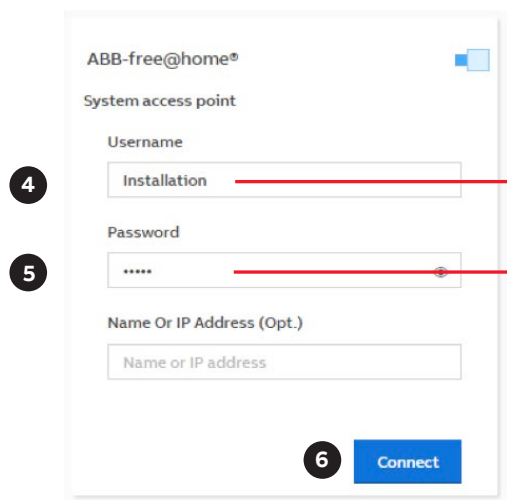 ABB-free@home®
System access point
Username
4
Installation
Password
5
•••••
Name Or IP Address (Opt.)
Name or IP address
6
Connect